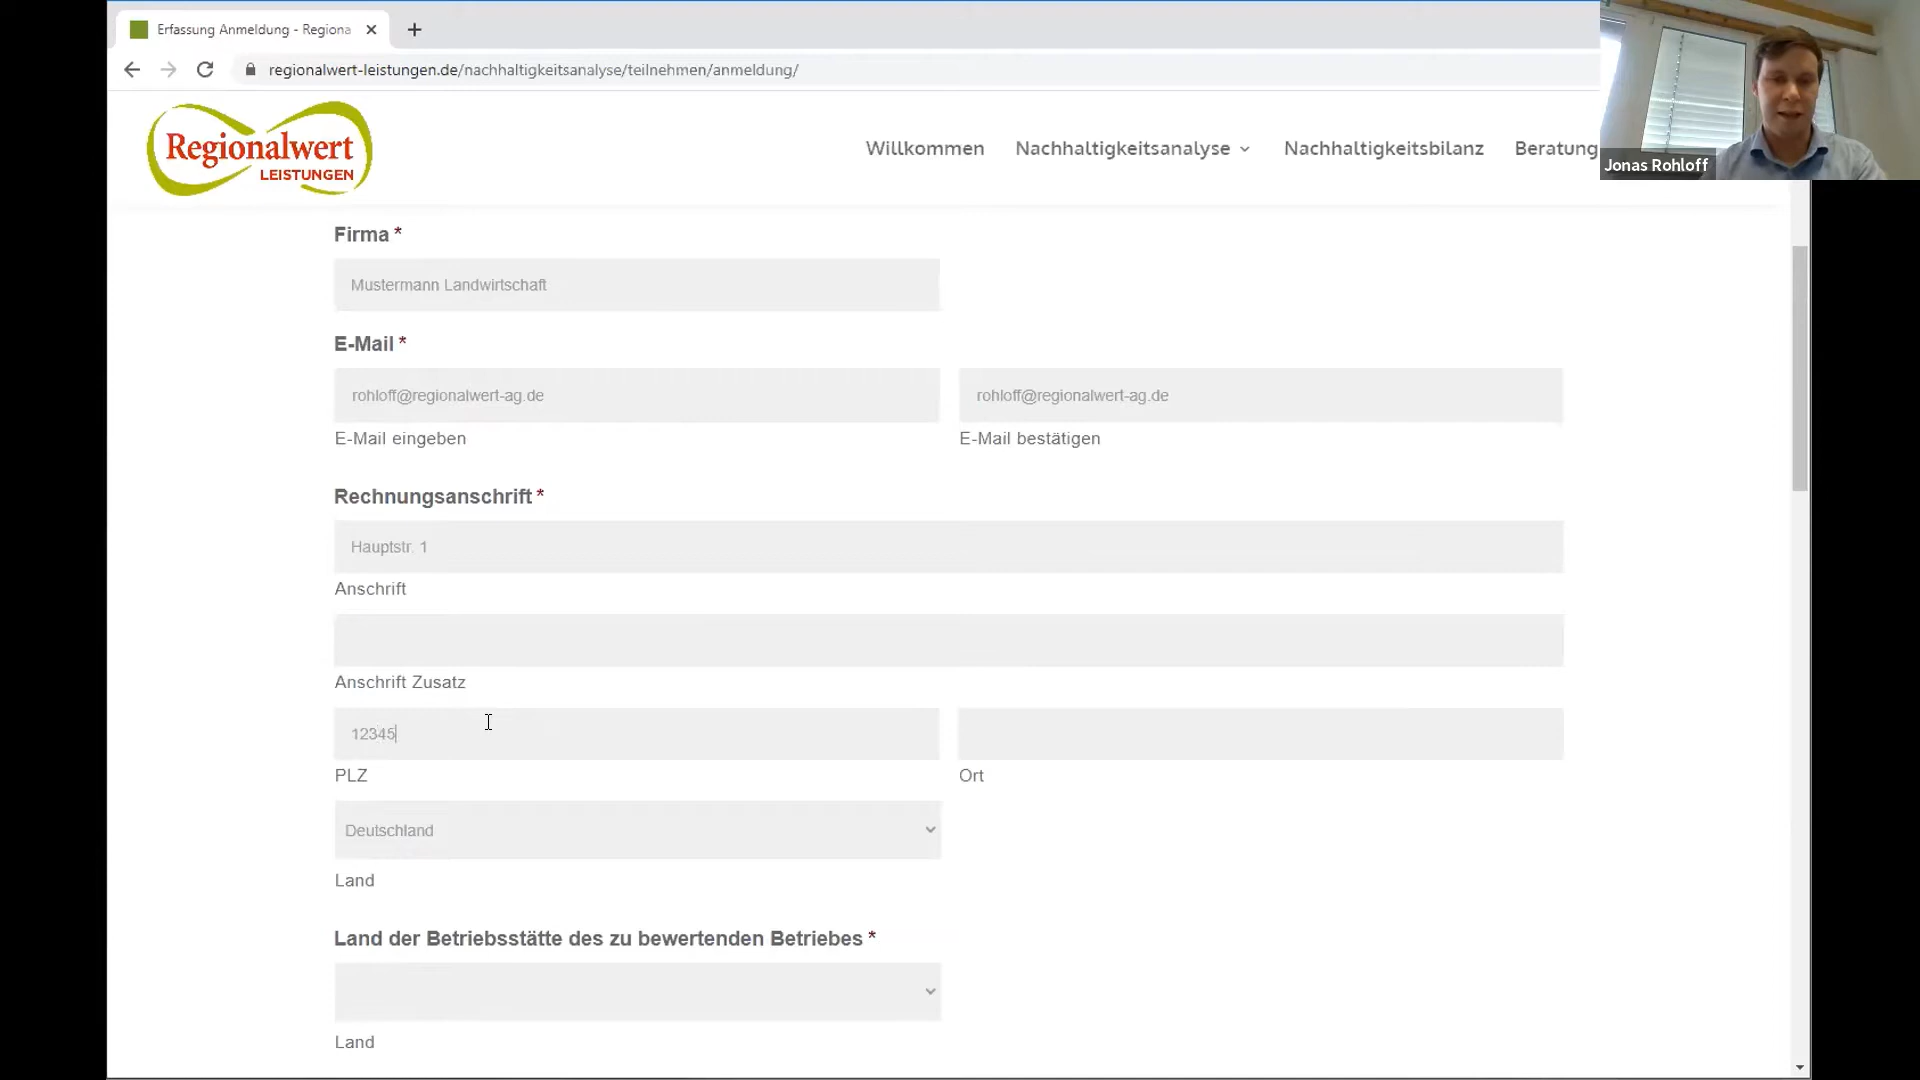 Erfassung Anmeldung - Regiona
regionalwert-leistungen.de/nachhaltigkeitsanalyse/teilnehmen/anmeldung/
Regionalwert
LEISTUNGEN
Willkommen
Nachhaltigkeitsanalyse
Nachhaltigkeitsbilanz
Beratung
Jonas Rohloff
Firma *
Mustermann Landwirtschaft
E-Mail *
rohloff@regionalwert-ag.de
rohloff@regionalwert-ag.de
E-Mail eingeben
E-Mail bestätigen
Rechnungsanschrift *
Hauptstr. 1
Anschrift
Anschrift Zusatz
12345
PLZ
Ort
Deutschland
Land
Land der Betriebsstätte des zu bewertenden Betriebes *
Land